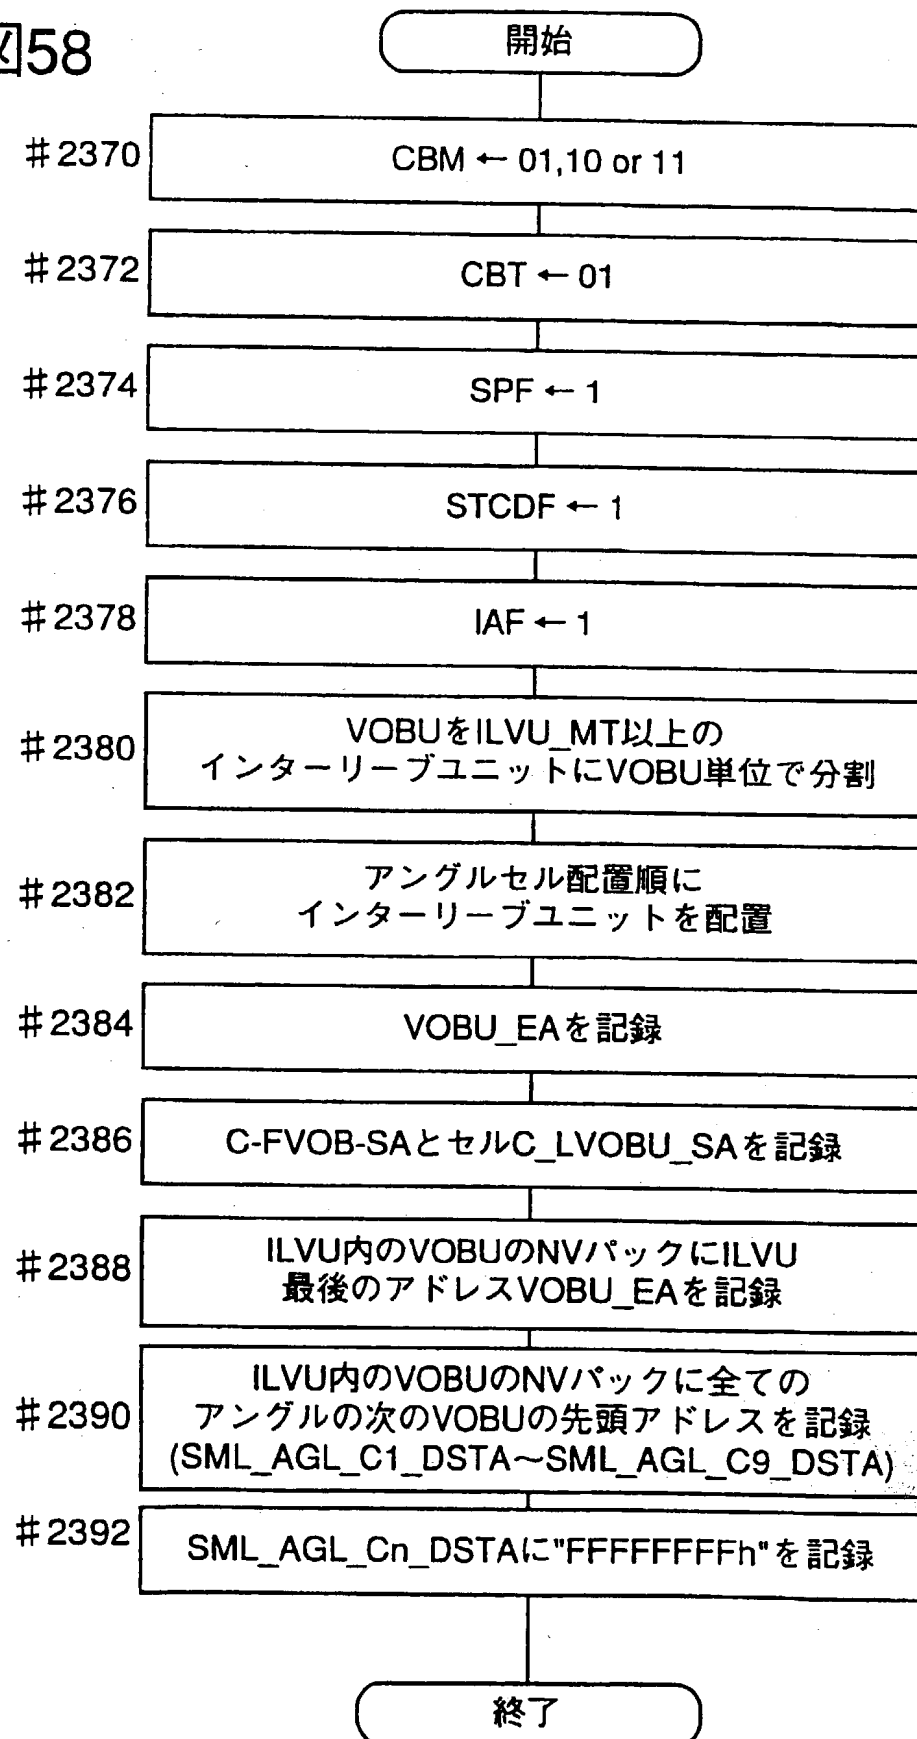 図58
開始
#2370
CBM ← 01,10 or 11
#2372
CBT ← 01
#2374
SPF ← 1
#2376
STCDF ← 1
#2378
IAF ← 1
#2380
VOBUをILVU_MT以上の
インターリーブユニットにVOBU単位で分割
#2382
アングルセル配置順に
インターリーブユニットを配置
#2384
VOBU_EAを記録
#2386
C-FVOB-SAとセルC_LVOBU_SAを記録
#2388
ILVU内のVOBUのNVパックにILVU
最後のアドレスVOBU_EAを記録
#2390
ILVU内のVOBUのNVパックに全ての
アングルの次のVOBUの先頭アドレスを記録
(SML_AGL_C1_DSTA～SML_AGL_C9_DSTA)
#2392
SML_AGL_Cn_DSTAに"FFFFFFFFh"を記録
終了